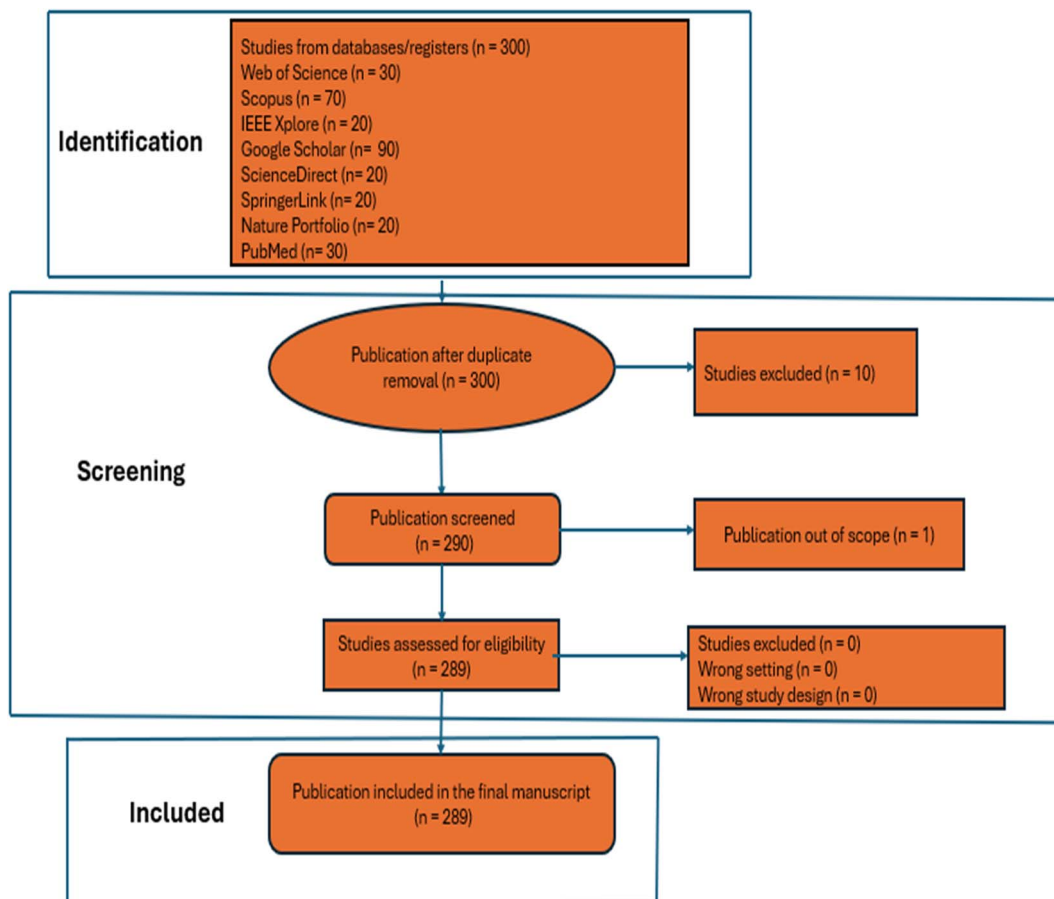 Identification
Studies from databases/registers (n = 300)
Web of Science (n = 30)
Scopus (n = 70)
IEEE Xplore (n = 20)
Google Scholar (n= 90)
ScienceDirect (n= 20)
SpringerLink (n= 20)
Nature Portfolio (n= 20)
PubMed (n= 30)
Screening
Publication after duplicate
removal (n = 300)
Studies excluded (n = 10)
Publication screened
(n = 290)
Publication out of scope (n = 1)
Studies assessed for eligibility
(n = 289)
Studies excluded (n = 0)
Wrong setting (n = 0)
Wrong study design (n = 0)
Included
Publication included in the final manuscript
(n = 289)